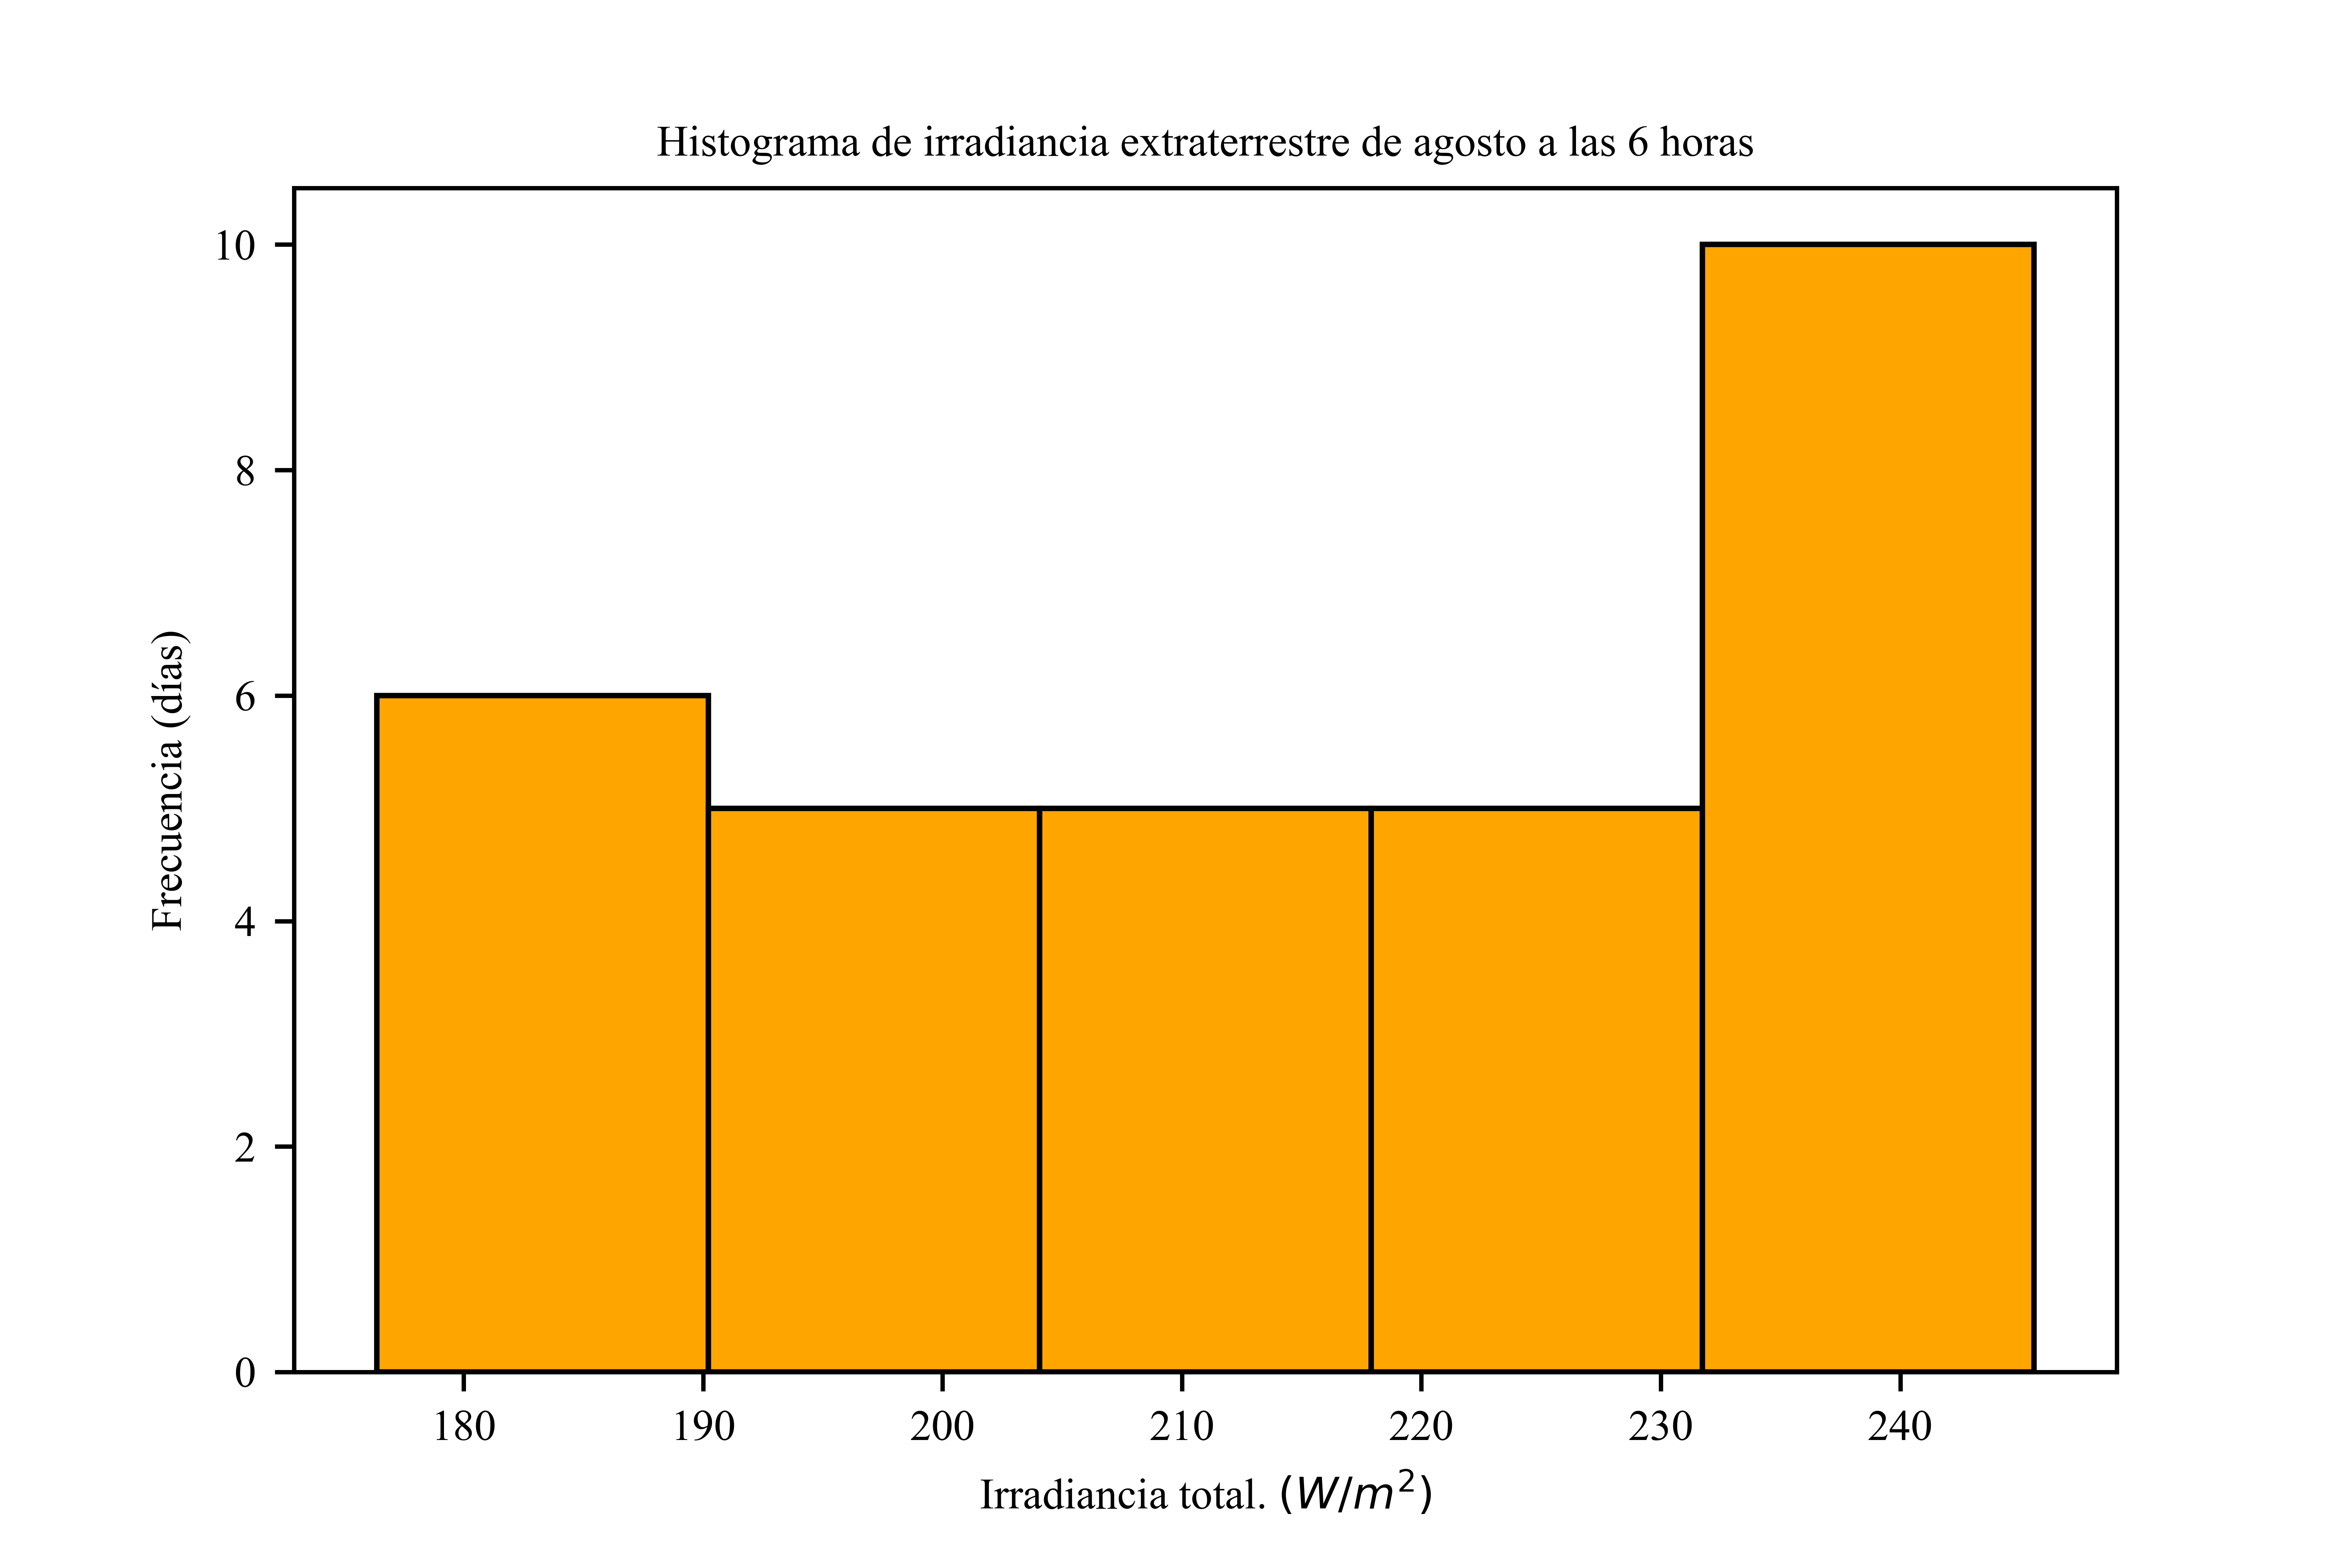 Histograma de irradiancia extraterrestre de agosto a las 6 horas
10
8
6
4
2
0
Frecuencia (días)
180 190 200 210 220 230 240
Irradiancia total. (W/m²)